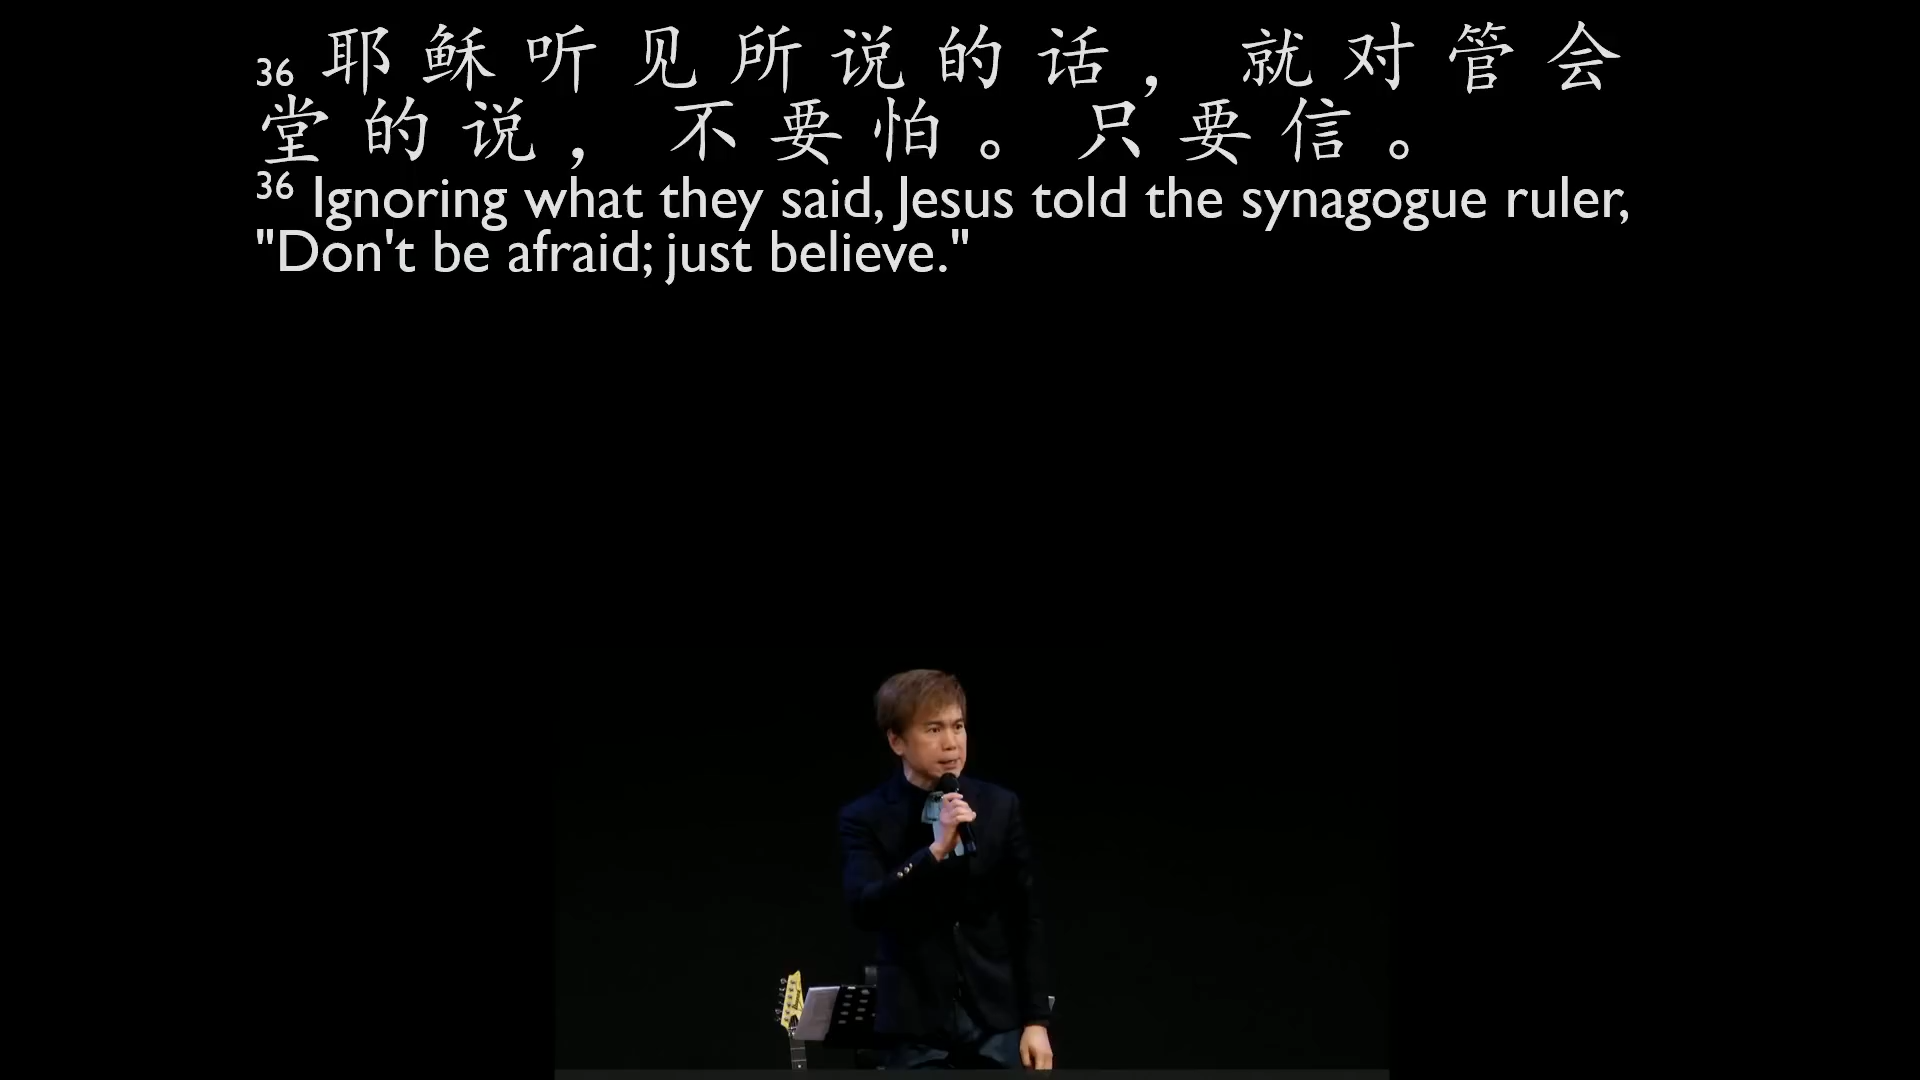 36 耶稣听见所说的话，就对管会
堂的说，不要怕。只要信。
36 Ignoring what they said, Jesus told the synagogue ruler,
"Don't be afraid; just believe."